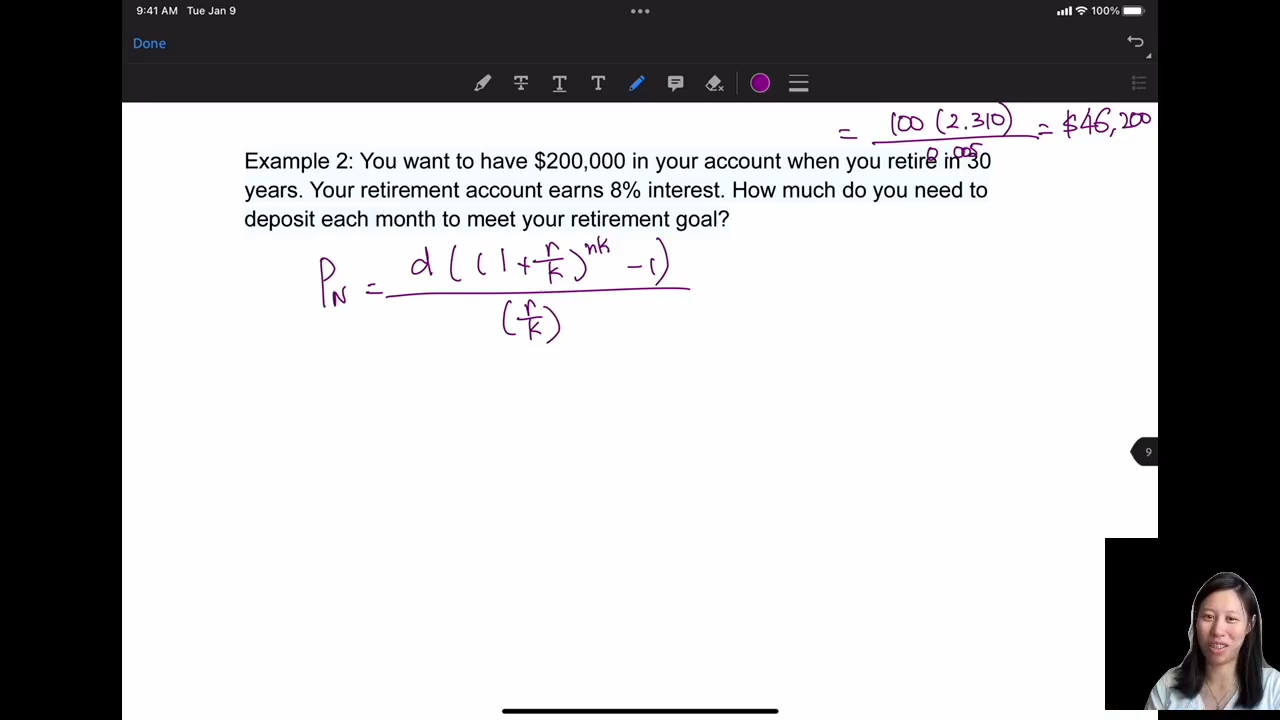 9:41 AM Tue Jan 9
100%
Done
= 100 (2.310) / 0.005 = $46,200
Example 2: You want to have $200,000 in your account when you retire in 30
years. Your retirement account earns 8% interest. How much do you need to
deposit each month to meet your retirement goal?
P_N = d((1+r/k)^{nk} -1) / (r/k)
9